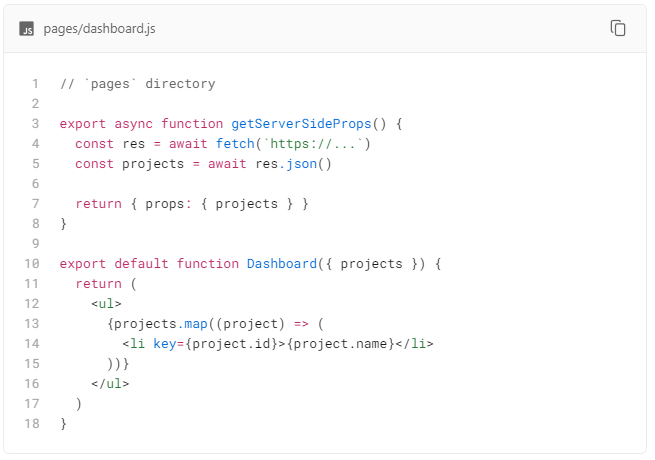 JS pages/dashboard.js
1 // `pages` directory
2
3 export async function getServerSideProps() {
4   const res = await fetch(`https://...`)
5   const projects = await res.json()
6
7   return { props: { projects } }
8 }
9
10 export default function Dashboard({ projects }) {
11   return (
12     <ul>
13       {projects.map((project) => (
14         <li key={project.id}>{project.name}</li>
15       ))}
16     </ul>
17   )
18 }